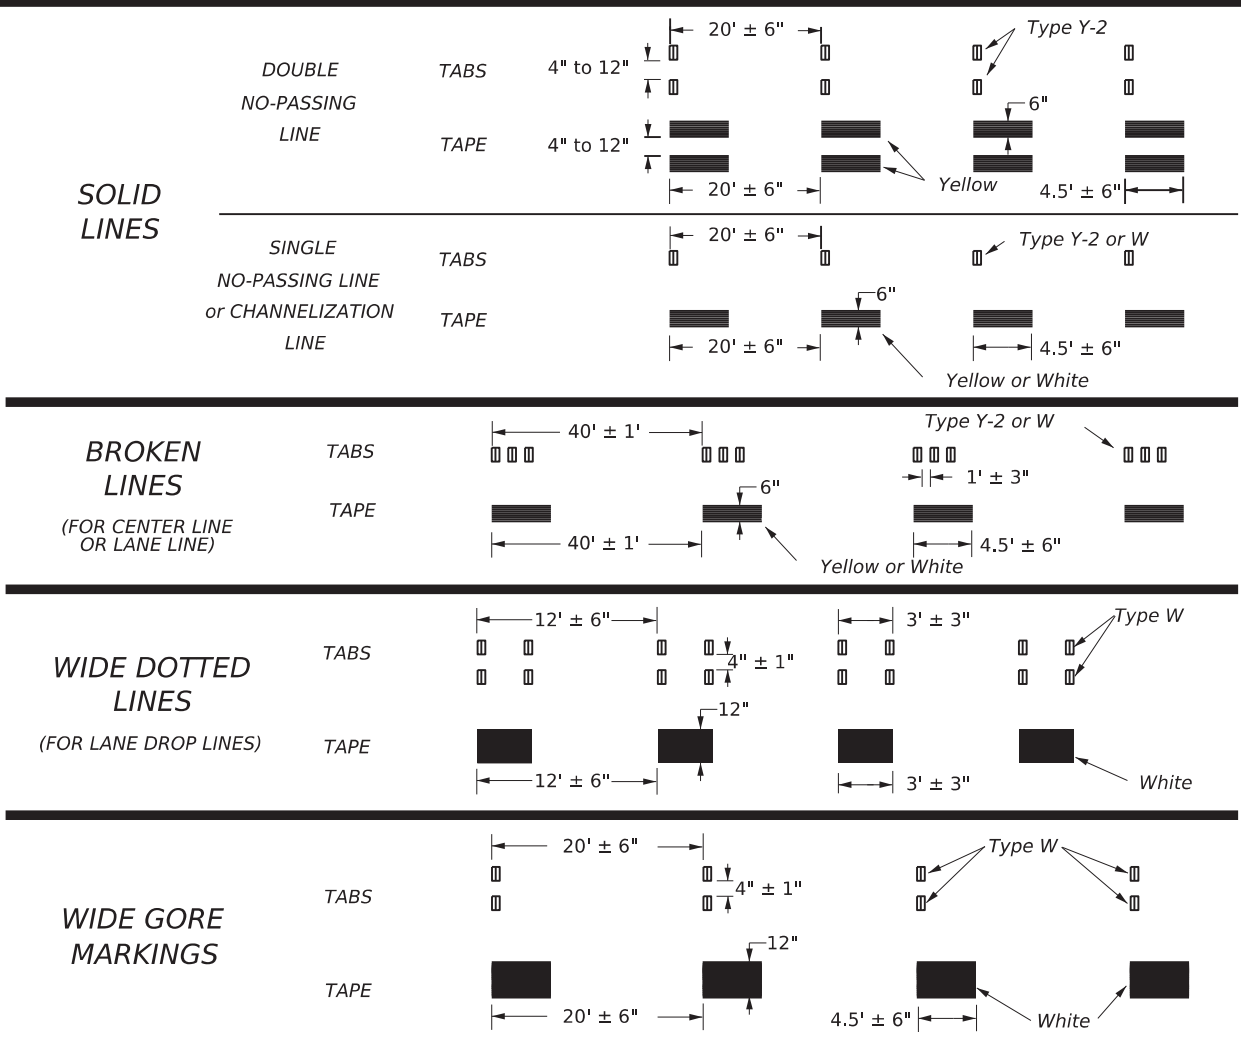 SOLID
LINES
DOUBLE
NO-PASSING
LINE
TABS
20' ± 6"
Type Y-2
4" to 12"
TAPE
4" to 12"
6"
Yellow
20' ± 6"
4.5' ± 6"
SINGLE
NO-PASSING LINE
or CHANNELIZATION
LINE
TABS
20' ± 6"
Type Y-2 or W
TAPE
6"
20' ± 6"
4.5' ± 6"
Yellow or White
BROKEN
LINES
(FOR CENTER LINE
OR LANE LINE)
TABS
40' ± 1'
Type Y-2 or W
1' ± 3"
TAPE
6"
40' ± 1'
4.5' ± 6"
Yellow or White
WIDE DOTTED
LINES
(FOR LANE DROP LINES)
TABS
12' ± 6"
3' ± 3"
Type W
4" ± 1"
TAPE
12"
12' ± 6"
3' ± 3"
White
WIDE GORE
MARKINGS
TABS
20' ± 6"
Type W
4" ± 1"
TAPE
12"
20' ± 6"
4.5' ± 6"
White